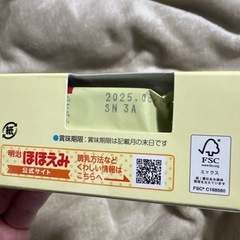 2025.08
SN 3A
紙
●賞味期限：賞味期限は記載月の末日です
明治ほほえみ
公式サイト
調乳方法など
くわしい情報は
こちらへ
FSC
ミックス
FSC® C168660